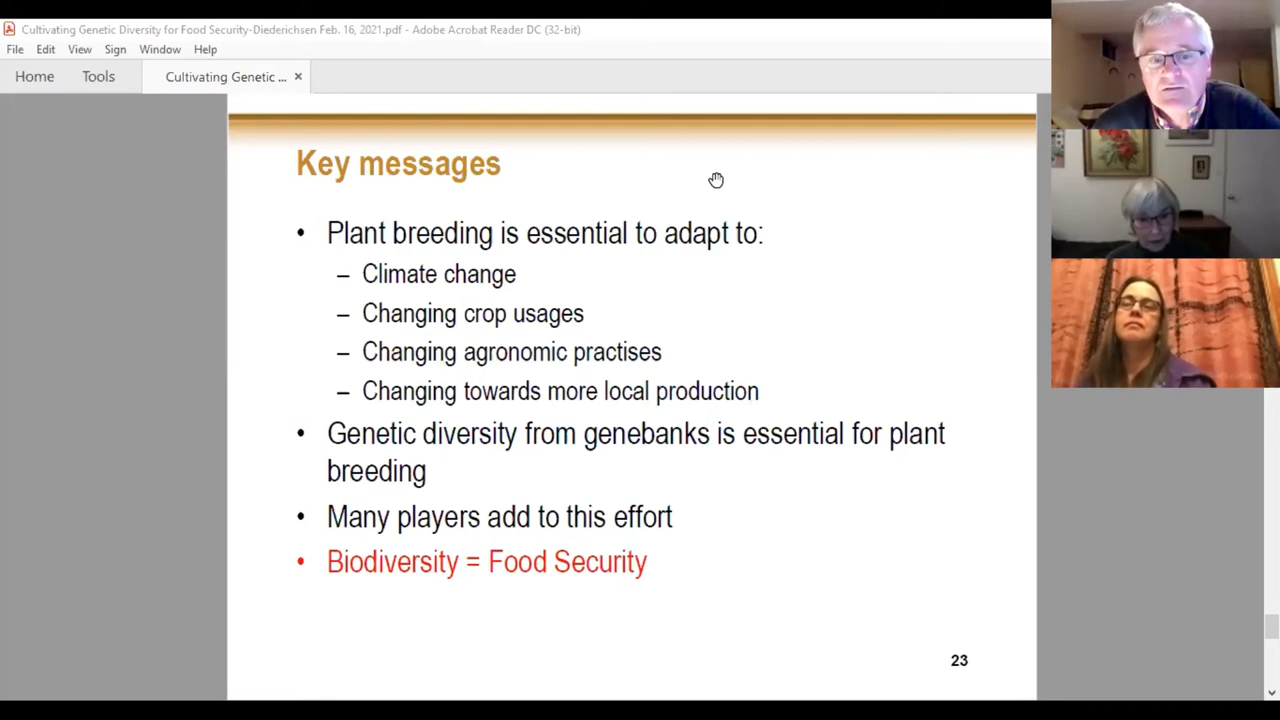 Cultivating Genetic Diversity for Food Security-Diederichsen Feb. 16, 2021.pdf - Adobe Acrobat Reader DC (32-bit)
File Edit View Sign Window Help
Home Tools Cultivating Genetic ... ×
Key messages
• Plant breeding is essential to adapt to:
– Climate change
– Changing crop usages
– Changing agronomic practises
– Changing towards more local production
• Genetic diversity from genebanks is essential for plant
breeding
• Many players add to this effort
• Biodiversity = Food Security
23